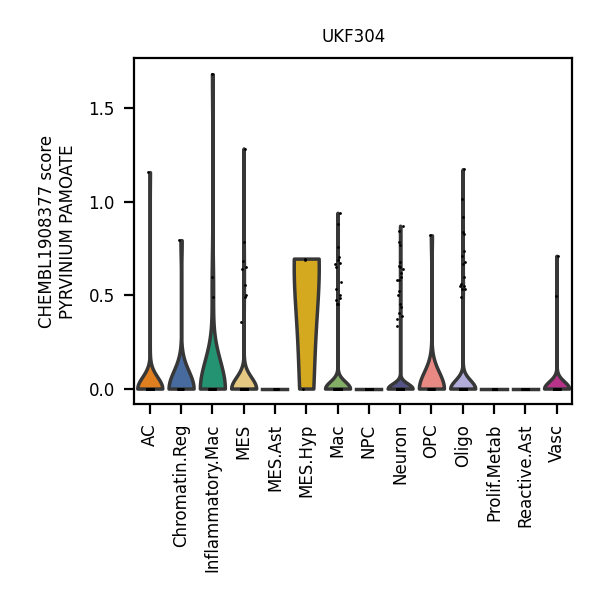 UKF304
CHEMBL1908377 score
PYRVINIUM PAMOATE
1.5
1.0
0.5
0.0
AC
Chromatin.Reg
Inflammatory.Mac
MES
MES.Ast
MES.Hyp
Mac
NPC
Neuron
OPC
Oligo
Prolif.Metab
Reactive.Ast
Vasc